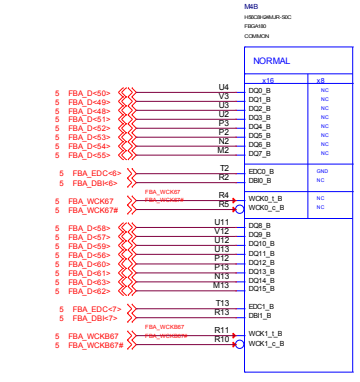 M4B
H56C8H24MJR-S0C
FBGA180
COMMON
NORMAL
x16 x8
5 FBA_D<50> U4 DQ0_B NC
5 FBA_D<49> V3 DQ1_B NC
5 FBA_D<48> U3 DQ2_B NC
5 FBA_D<51> U2 DQ3_B NC
5 FBA_D<52> P3 DQ4_B NC
5 FBA_D<53> P2 DQ5_B NC
5 FBA_D<54> N2 DQ6_B NC
5 FBA_D<55> M2 DQ7_B NC
5 FBA_EDC<6> T2 EDC0_B GND
5 FBA_DBI<6> R2 DBI0_B NC
FBA_WCK67
5 FBA_WCK67 R4 WCK0_t_B NC
FBA_WCK67#
5 FBA_WCK67# R5 WCK0_c_B NC
5 FBA_D<58> U11 DQ8_B
5 FBA_D<57> V12 DQ9_B
5 FBA_D<59> U12 DQ10_B
5 FBA_D<56> U13 DQ11_B
5 FBA_D<60> P12 DQ12_B
5 FBA_D<61> P13 DQ13_B
5 FBA_D<63> N13 DQ14_B
5 FBA_D<62> M13 DQ15_B
5 FBA_EDC<7> T13 EDC1_B
5 FBA_DBI<7> R13 DBI1_B
FBA_WCKB67
5 FBA_WCKB67 R11 WCK1_t_B
FBA_WCKB67#
5 FBA_WCKB67# R10 WCK1_c_B